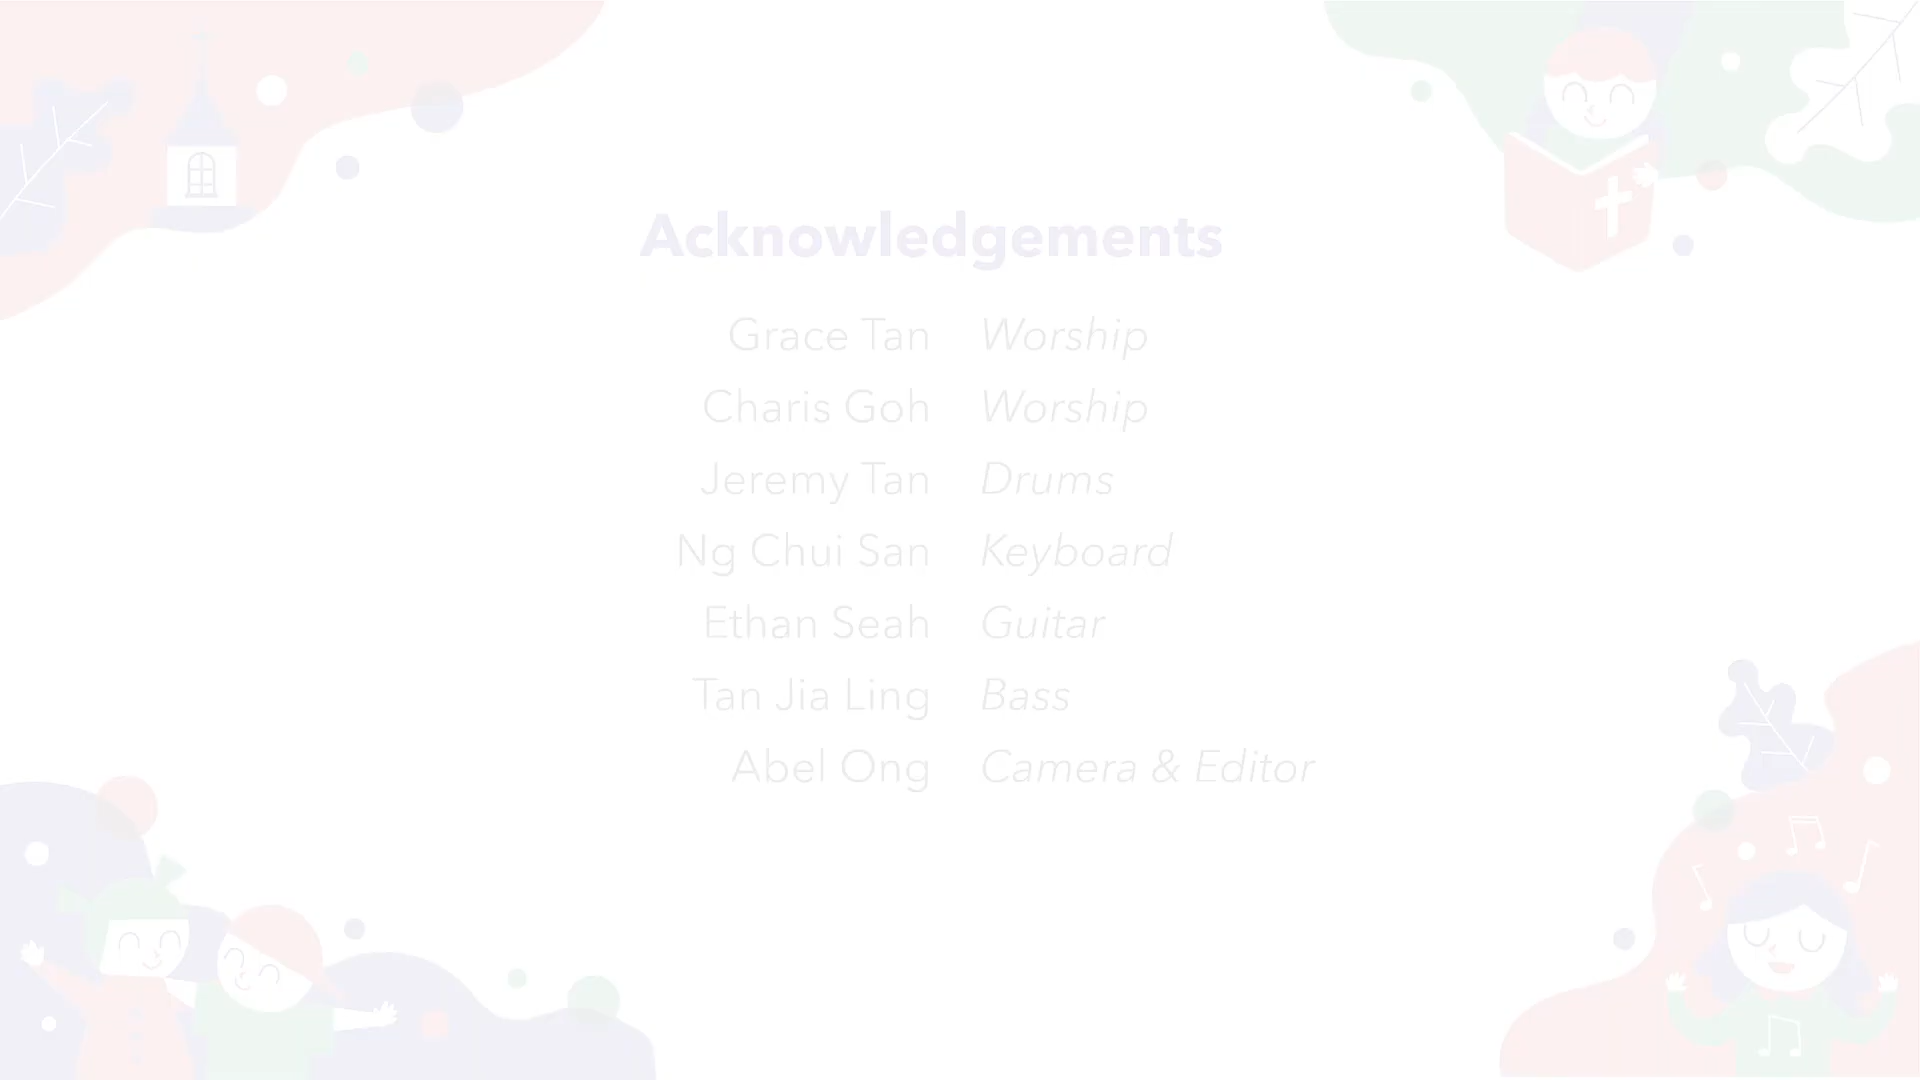 Acknowledgements
Grace Tan Worship
Charis Goh Worship
Jeremy Tan Drums
Ng Chui San Keyboard
Ethan Seah Guitar
Tan Jia Ling Bass
Abel Ong Camera & Editor